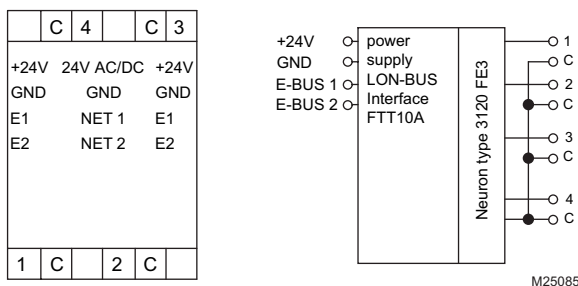 C 4 C 3
+24V 24V AC/DC +24V
GND GND GND
E1 NET 1 E1
E2 NET 2 E2
1 C 2 C
+24V
GND
E-BUS 1
E-BUS 2
power
supply
LON-BUS
Interface
FTT10A
Neuron type 3120 FE3
1
C
2
C
3
C
4
C
M25085